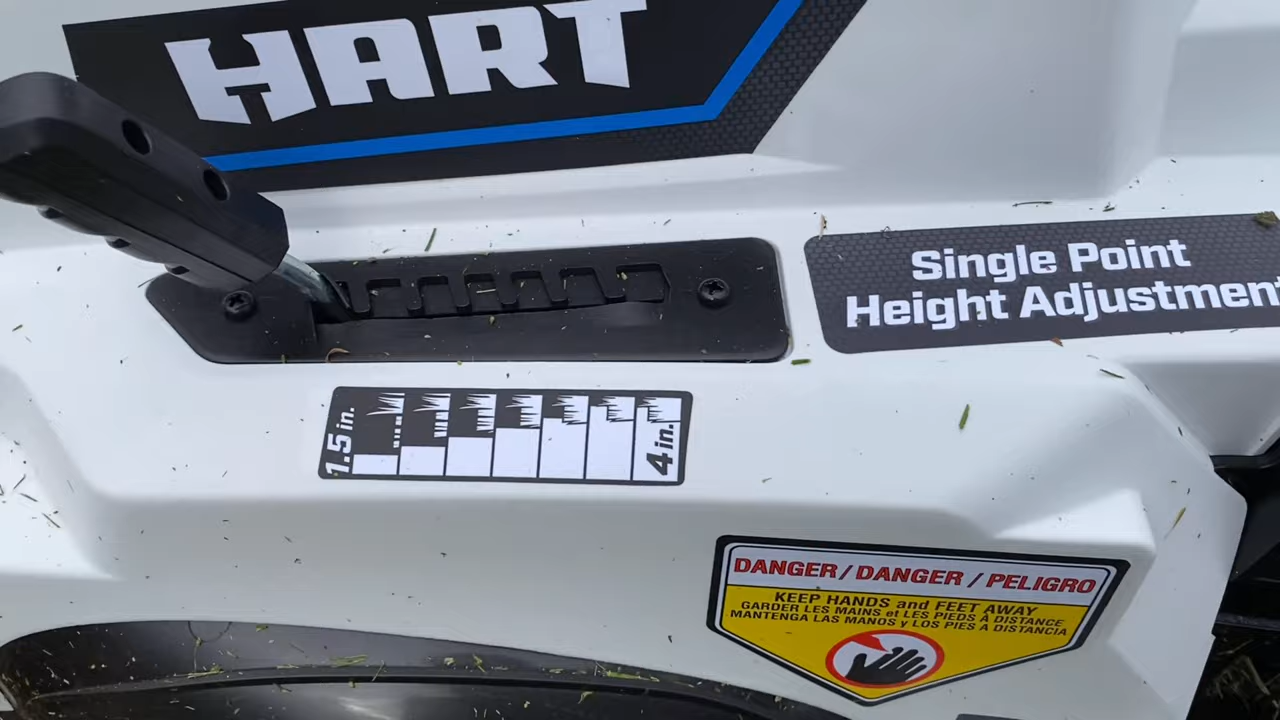 HART
Single Point
Height Adjustment
1.5 in.
4 in.
DANGER / DANGER / PELIGRO
KEEP HANDS and FEET AWAY
GARDER LES MAINS et LES PIEDS À DISTANCE
MANTENGA LAS MANOS y LOS PIES A DISTANCIA